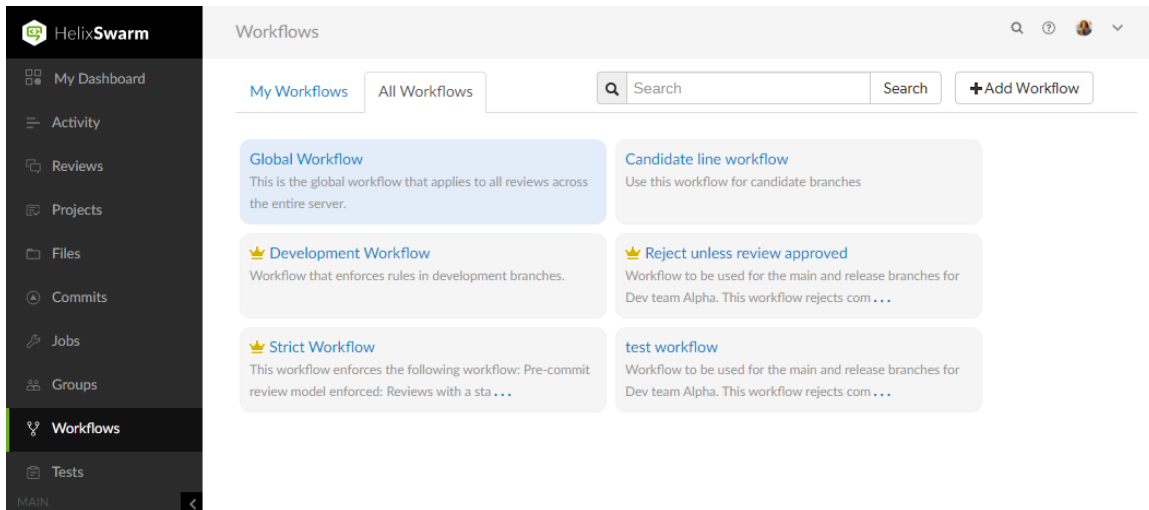 HelixSwarm
Workflows
My Dashboard
Activity
Reviews
Projects
Files
Commits
Jobs
Groups
Workflows
Tests
MAIN
My Workflows
All Workflows
Search
Search
Add Workflow
Global Workflow
This is the global workflow that applies to all reviews across
the entire server.
Candidate line workflow
Use this workflow for candidate branches
Development Workflow
Workflow that enforces rules in development branches.
Reject unless review approved
Workflow to be used for the main and release branches for
Dev team Alpha. This workflow rejects com ...
Strict Workflow
This workflow enforces the following workflow: Pre-commit
review model enforced: Reviews with a sta ...
test workflow
Workflow to be used for the main and release branches for
Dev team Alpha. This workflow rejects com ...